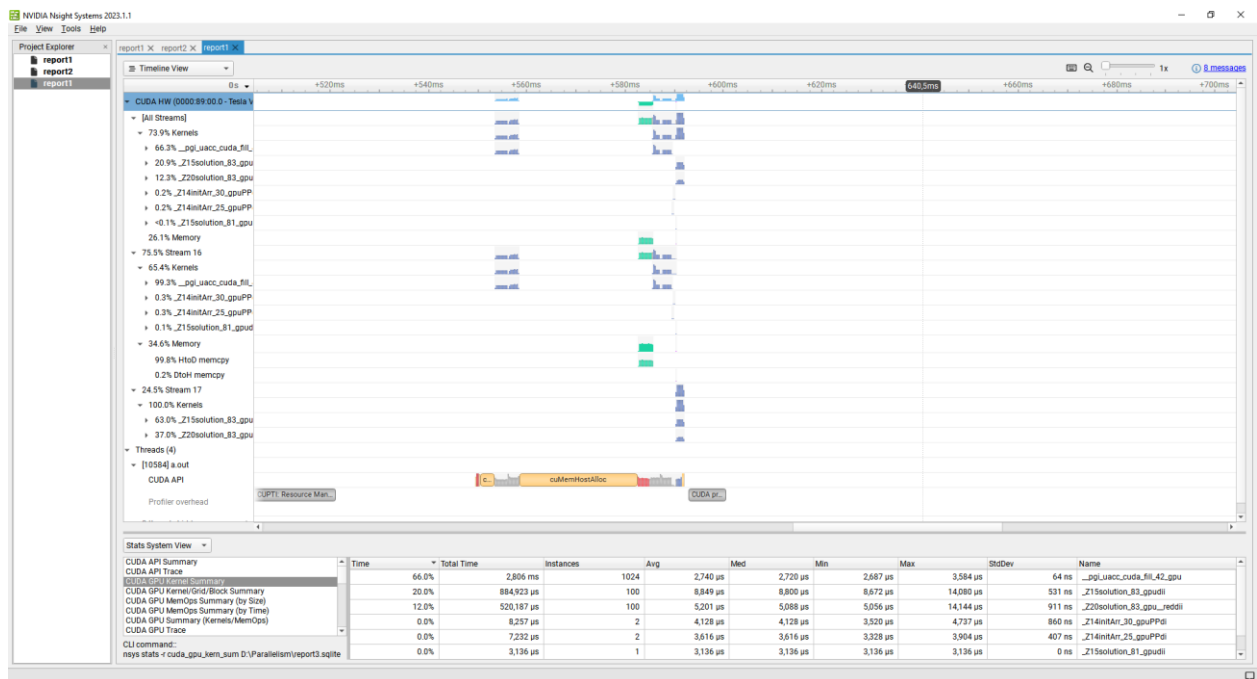 NVIDIA Nsight Systems 2023.1.1
File View Tools Help
Project Explorer
report1
report2
report11
report1 report2 report1
Timeline View
1x
8 messages
0s
+520ms +540ms +560ms +580ms +600ms +620ms 640,5ms +660ms +680ms +700ms
CUDA HW (0000:89:00.0 - Tesla V
[All Streams]
73.9% Kernels
66.3% __pgi_uacc_cuda_fill_
20.9% _Z15solution_83_gpu
12.3% _Z20solution_83_gpu
0.2% _Z14initArr_30_gpuPP
0.2% _Z14initArr_25_gpuPP
<0.1% _Z15solution_81_gpu
26.1% Memory
75.5% Stream 16
65.4% Kernels
99.3% __pgi_uacc_cuda_fill_
0.3% _Z14initArr_30_gpuPP
0.3% _Z14initArr_25_gpuPP
0.1% _Z15solution_81_gpud
34.6% Memory
99.8% HtoD memcpy
0.2% DtoH memcpy
24.5% Stream 17
100.0% Kernels
63.0% _Z15solution_83_gpu
37.0% _Z20solution_83_gpu
Threads (4)
[10584] a.out
CUDA API
c... cuMemHostAlloc
Profiler overhead
CUPTI: Resource Man... CUDA pr...
Stats System View
CUDA API Summary
CUDA API Trace
CUDA GPU Kernel Summary
CUDA GPU Kernel/Grid/Block Summary
CUDA GPU MemOps Summary (by Size)
CUDA GPU MemOps Summary (by Time)
CUDA GPU Summary (Kernels/MemOps)
CUDA GPU Trace
CLI command::
nsys stats -r cuda_gpu_kern_sum D:\Parallelism\report3.sqlite
Time Total Time Instances Avg Med Min Max StdDev Name
66.0% 2,806 ms 1024 2,740 μs 2,720 μs 2,687 μs 3,584 μs 64 ns __pgi_uacc_cuda_fill_42_gpu
20.0% 884,923 μs 100 8,849 μs 8,800 μs 8,672 μs 14,080 μs 531 ns _Z15solution_83_gpudii
12.0% 520,187 μs 100 5,201 μs 5,088 μs 5,056 μs 14,144 μs 911 ns _Z20solution_83_gpu__reddii
0.0% 8,257 μs 2 4,128 μs 4,128 μs 3,520 μs 4,737 μs 860 ns _Z14initArr_30_gpuPPdi
0.0% 7,232 μs 2 3,616 μs 3,616 μs 3,328 μs 3,904 μs 407 ns _Z14initArr_25_gpuPPdi
0.0% 3,136 μs 1 3,136 μs 3,136 μs 3,136 μs 3,136 μs 0 ns _Z15solution_81_gpudii